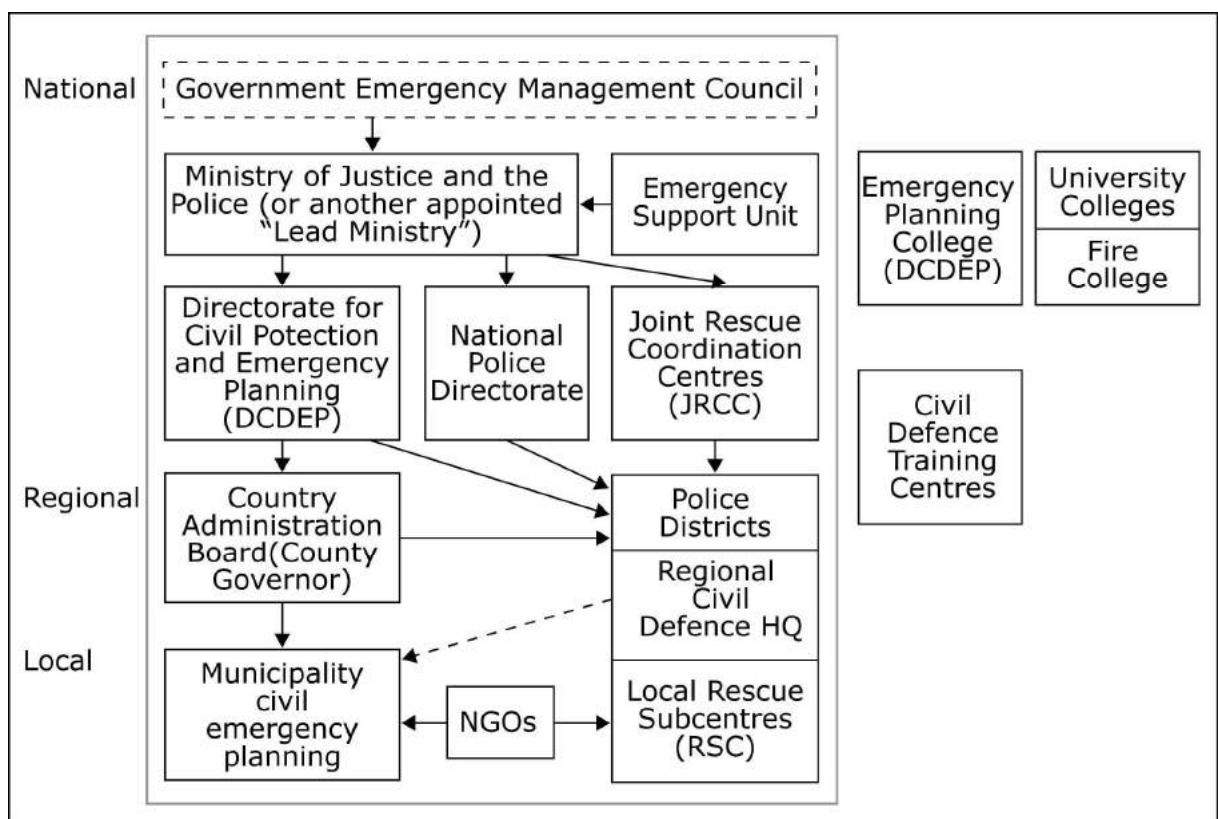 National
Government Emergency Management Council
Ministry of Justice and the
Police (or another appointed
“Lead Ministry”)
Emergency
Support Unit
Emergency
Planning
College
(DCDEP)
University
Colleges
Fire
College
Directorate for
Civil Potection
and Emergency
Planning
(DCDEP)
National
Police
Directorate
Joint Rescue
Coordination
Centres
(JRCC)
Civil
Defence
Training
Centres
Regional
Country
Administration
Board(County
Governor)
Police
Districts
Regional
Civil
Defence HQ
Local
Municipality
civil
emergency
planning
NGOs
Local Rescue
Subcentres
(RSC)